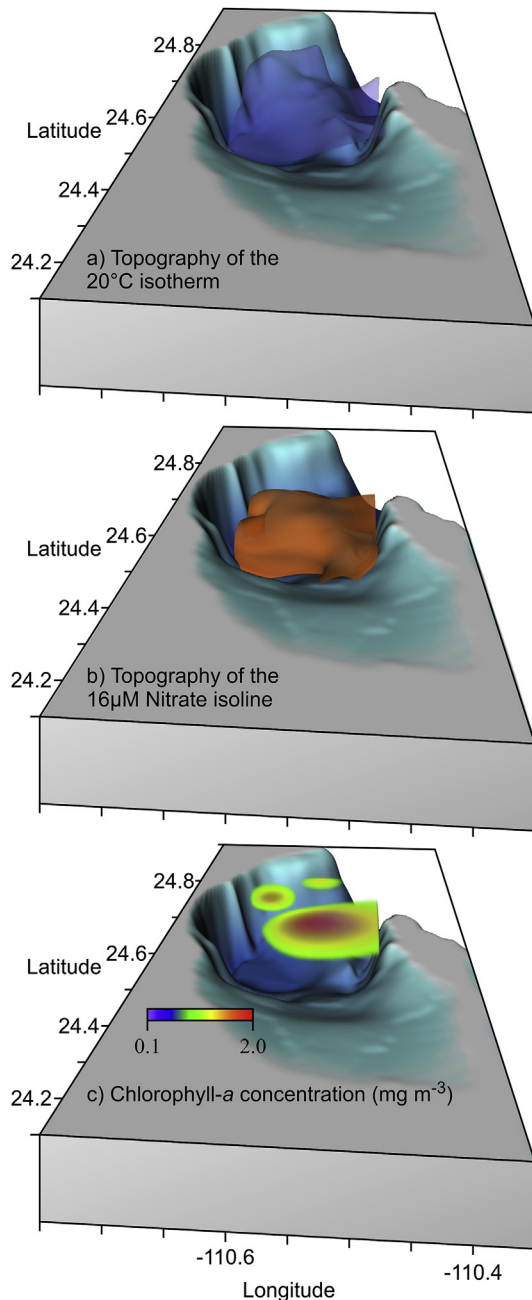 24.8
24.6
Latitude
24.4
24.2
a) Topography of the
20°C isotherm
24.8
24.6
Latitude
24.4
24.2
b) Topography of the
16µM Nitrate isoline
24.8
24.6
Latitude
24.4
0.1 2.0
24.2
c) Chlorophyll-a concentration (mg m-3)
-110.6 -110.4
Longitude